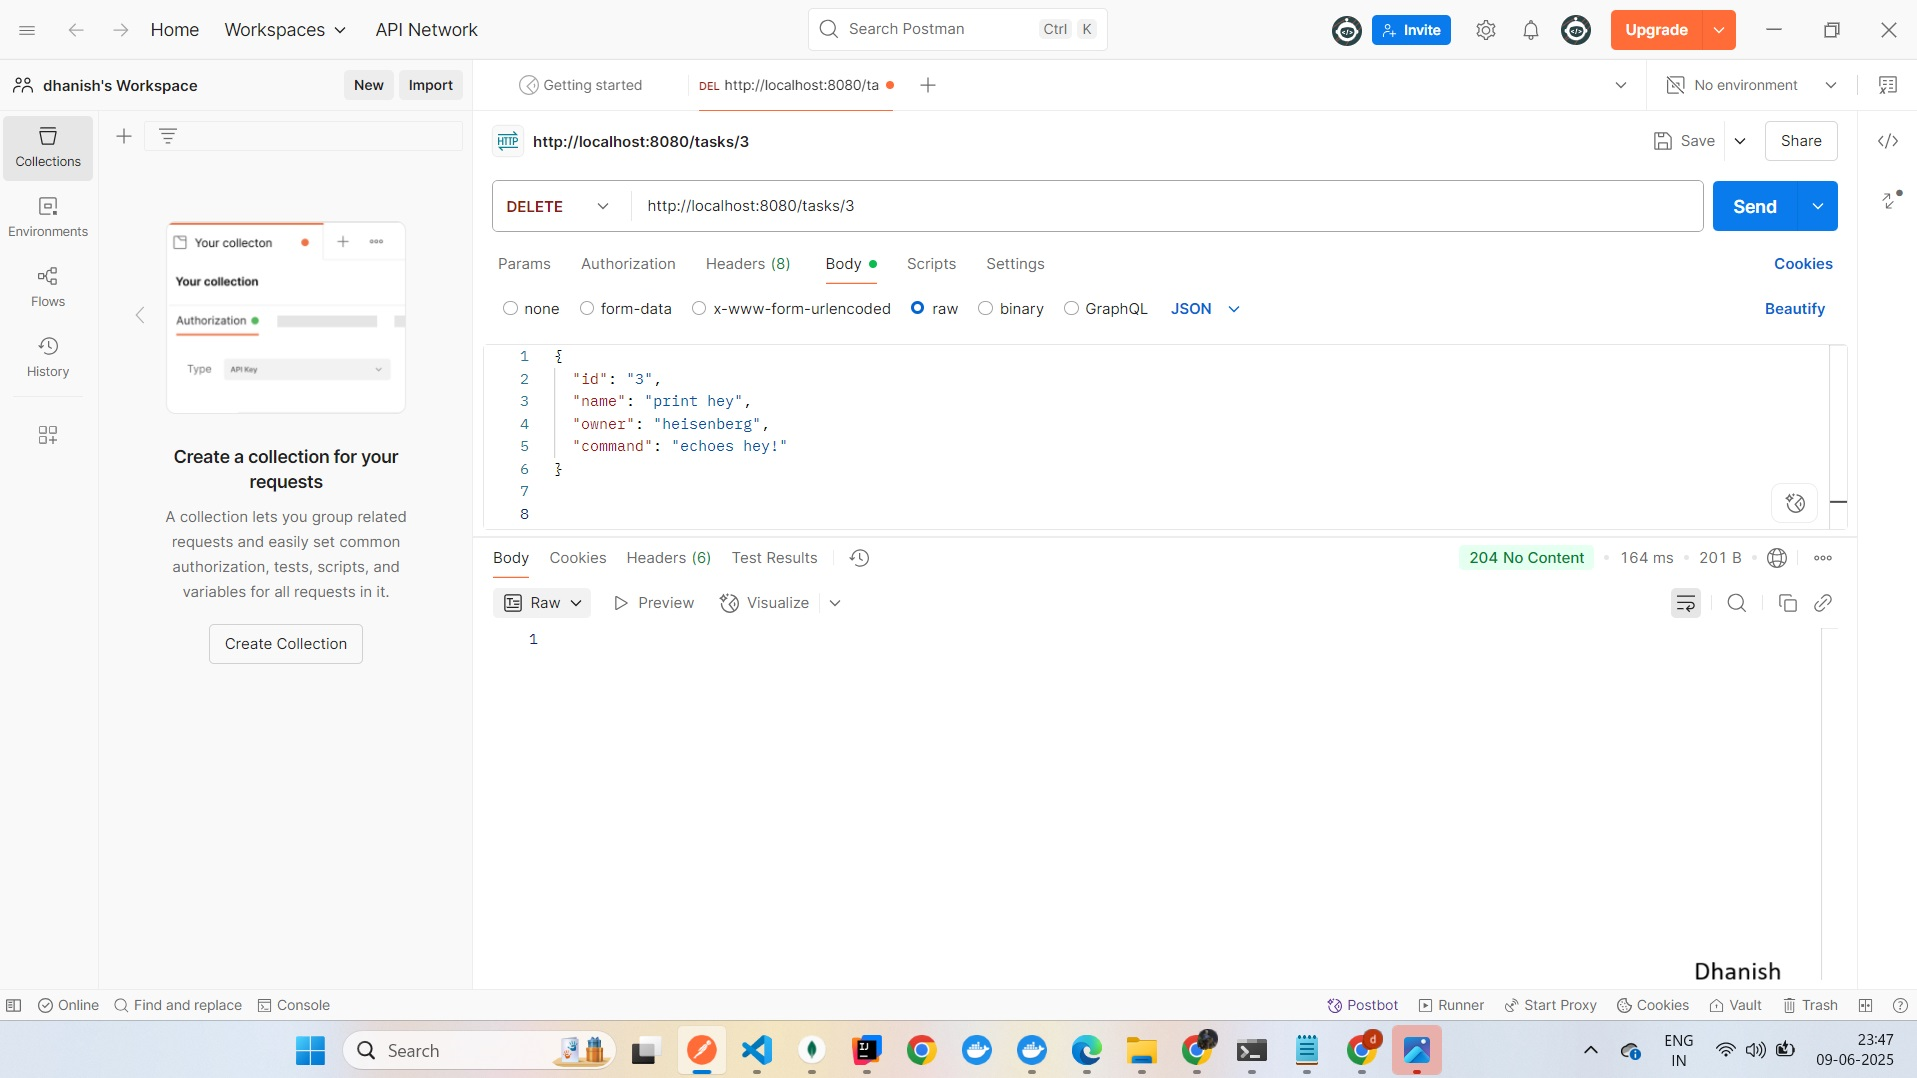 Home
Workspaces
API Network
Search Postman
Ctrl K
Invite
Upgrade
dhanish's Workspace
New
Import
Getting started
DEL http://localhost:8080/ta
No environment
Collections
Environments
Flows
History
Your collecton
Your collection
Authorization
Type
API Key
Create a collection for your
requests
A collection lets you group related
requests and easily set common
authorization, tests, scripts, and
variables for all requests in it.
Create Collection
HTTP
http://localhost:8080/tasks/3
Save
Share
DELETE
http://localhost:8080/tasks/3
Send
Params
Authorization
Headers (8)
Body
Scripts
Settings
Cookies
none
form-data
x-www-form-urlencoded
raw
binary
GraphQL
JSON
Beautify
1 {
2 "id": "3",
3 "name": "print hey",
4 "owner": "heisenberg",
5 "command": "echoes hey!"
6 }
7
8
Body
Cookies
Headers (6)
Test Results
204 No Content
164 ms
201 B
Raw
Preview
Visualize
1
Dhanish
Online
Find and replace
Console
Postbot
Runner
Start Proxy
Cookies
Vault
Trash
Search
ENG
IN
23:47
09-06-2025